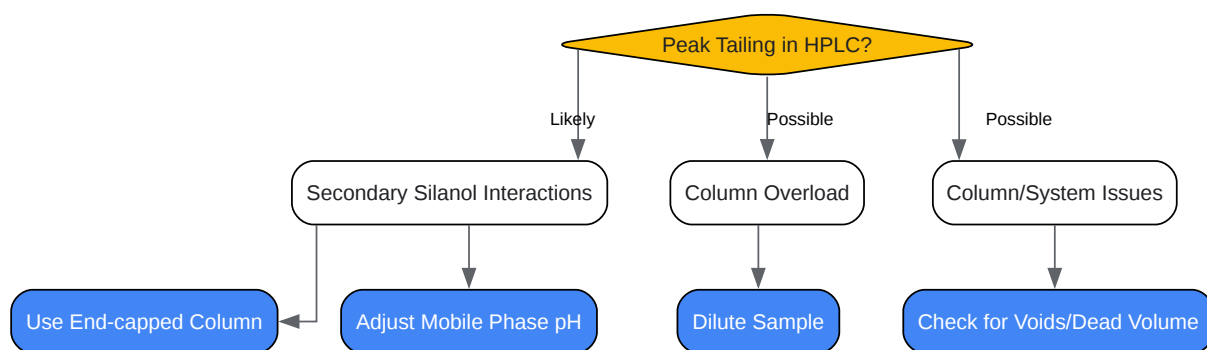 Peak Tailing in HPLC?
Likely
Possible
Possible
Secondary Silanol Interactions
Column Overload
Column/System Issues
Use End-capped Column
Adjust Mobile Phase pH
Dilute Sample
Check for Voids/Dead Volume